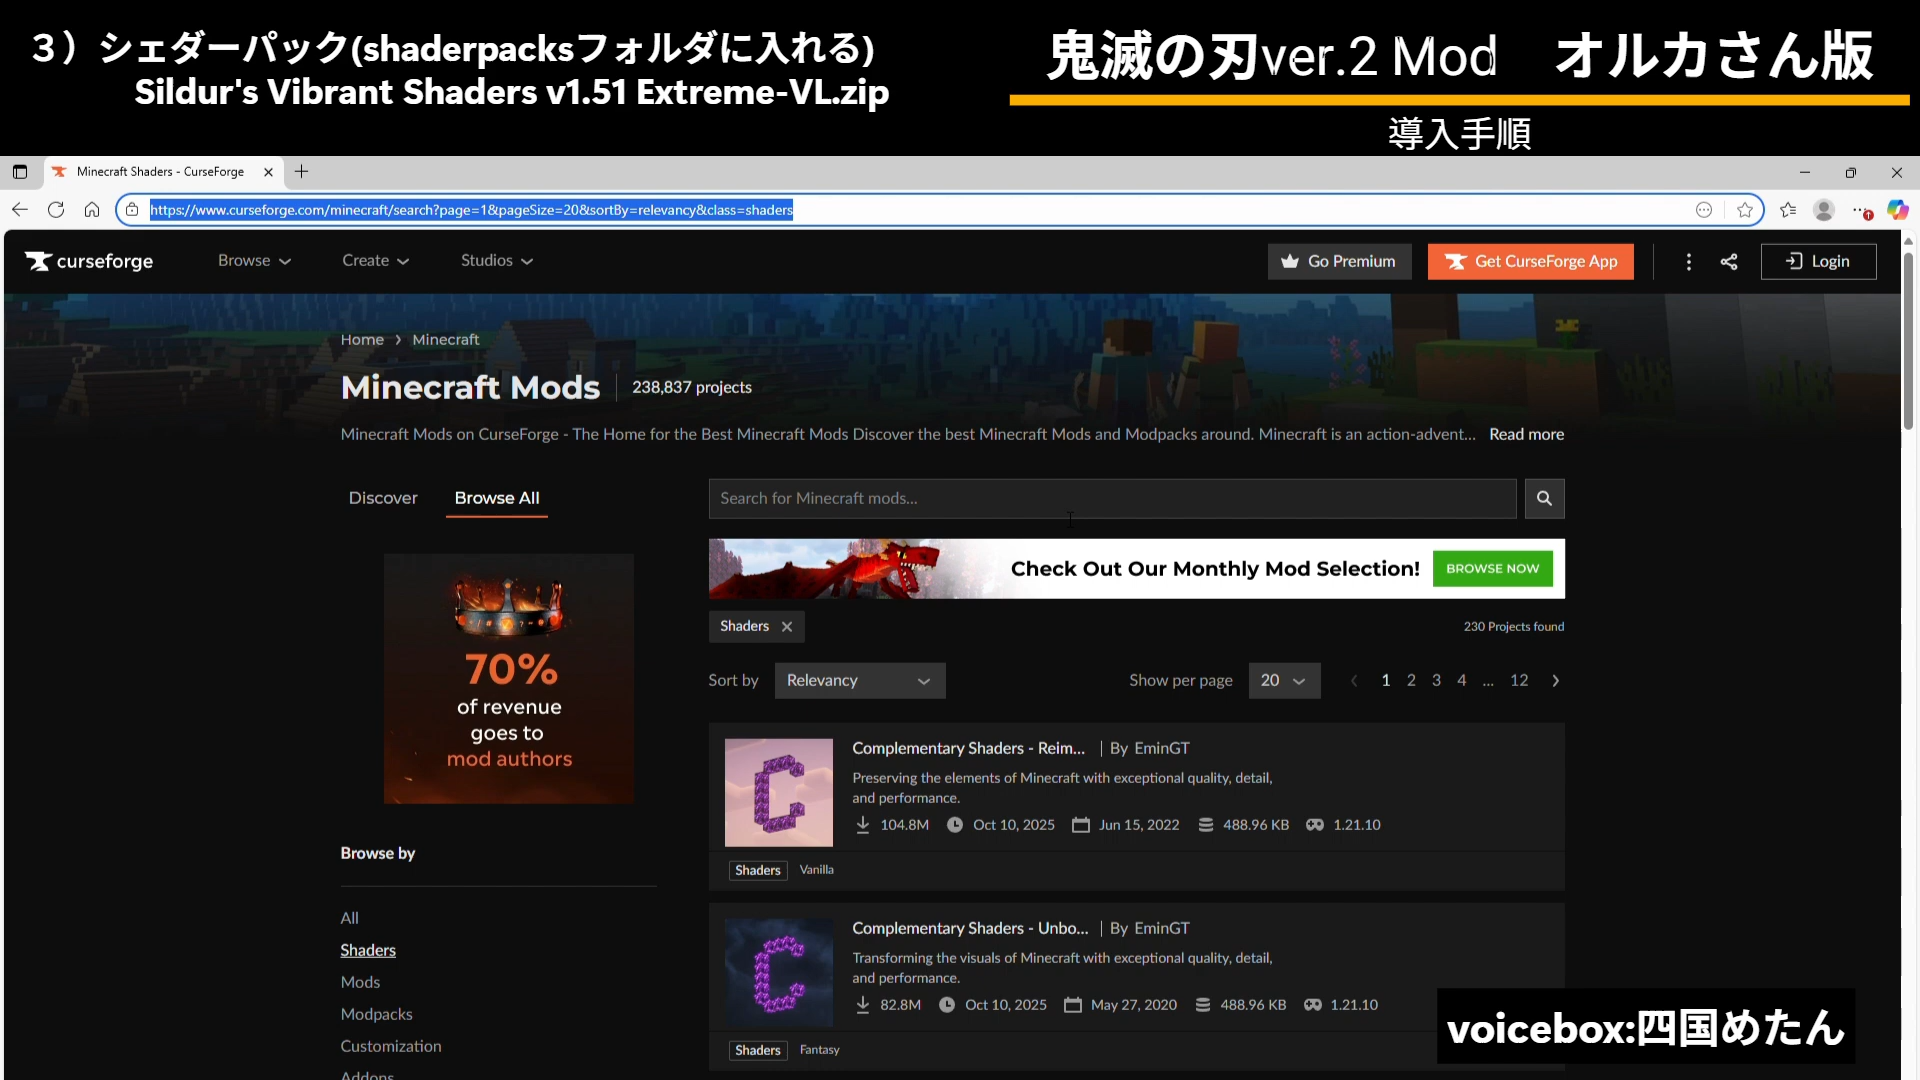 ３）シェダーパック(shaderpacksフォルダに入れる)
Sildur's Vibrant Shaders v1.51 Extreme-VL.zip
鬼滅の刃ver.2 Mod　オルカさん版
導入手順
Minecraft Shaders - CurseForge
https://www.curseforge.com/minecraft/search?page=1&pageSize=20&sortBy=relevancy&class=shaders
curseforge
Browse
Create
Studios
Go Premium
Get CurseForge App
Login
Home > Minecraft
Minecraft Mods
238,837 projects
Minecraft Mods on CurseForge - The Home for the Best Minecraft Mods Discover the best Minecraft Mods and Modpacks around. Minecraft is an action-advent... Read more
Discover
Browse All
Search for Minecraft mods...
Check Out Our Monthly Mod Selection!
BROWSE NOW
70%
of revenue
goes to
mod authors
Shaders
230 Projects found
Sort by
Relevancy
Show per page
20
1 2 3 4 ... 12
Complementary Shaders - Reim... | By EminGT
Preserving the elements of Minecraft with exceptional quality, detail,
and performance.
104.8M Oct 10, 2025 Jun 15, 2022 488.96 KB 1.21.10
Shaders Vanilla
Complementary Shaders - Unbo... | By EminGT
Transforming the visuals of Minecraft with exceptional quality, detail,
and performance.
82.8M Oct 10, 2025 May 27, 2020 488.96 KB 1.21.10
Shaders Fantasy
Browse by
All
Shaders
Mods
Modpacks
Customization
Addons
voicebox:四国めたん